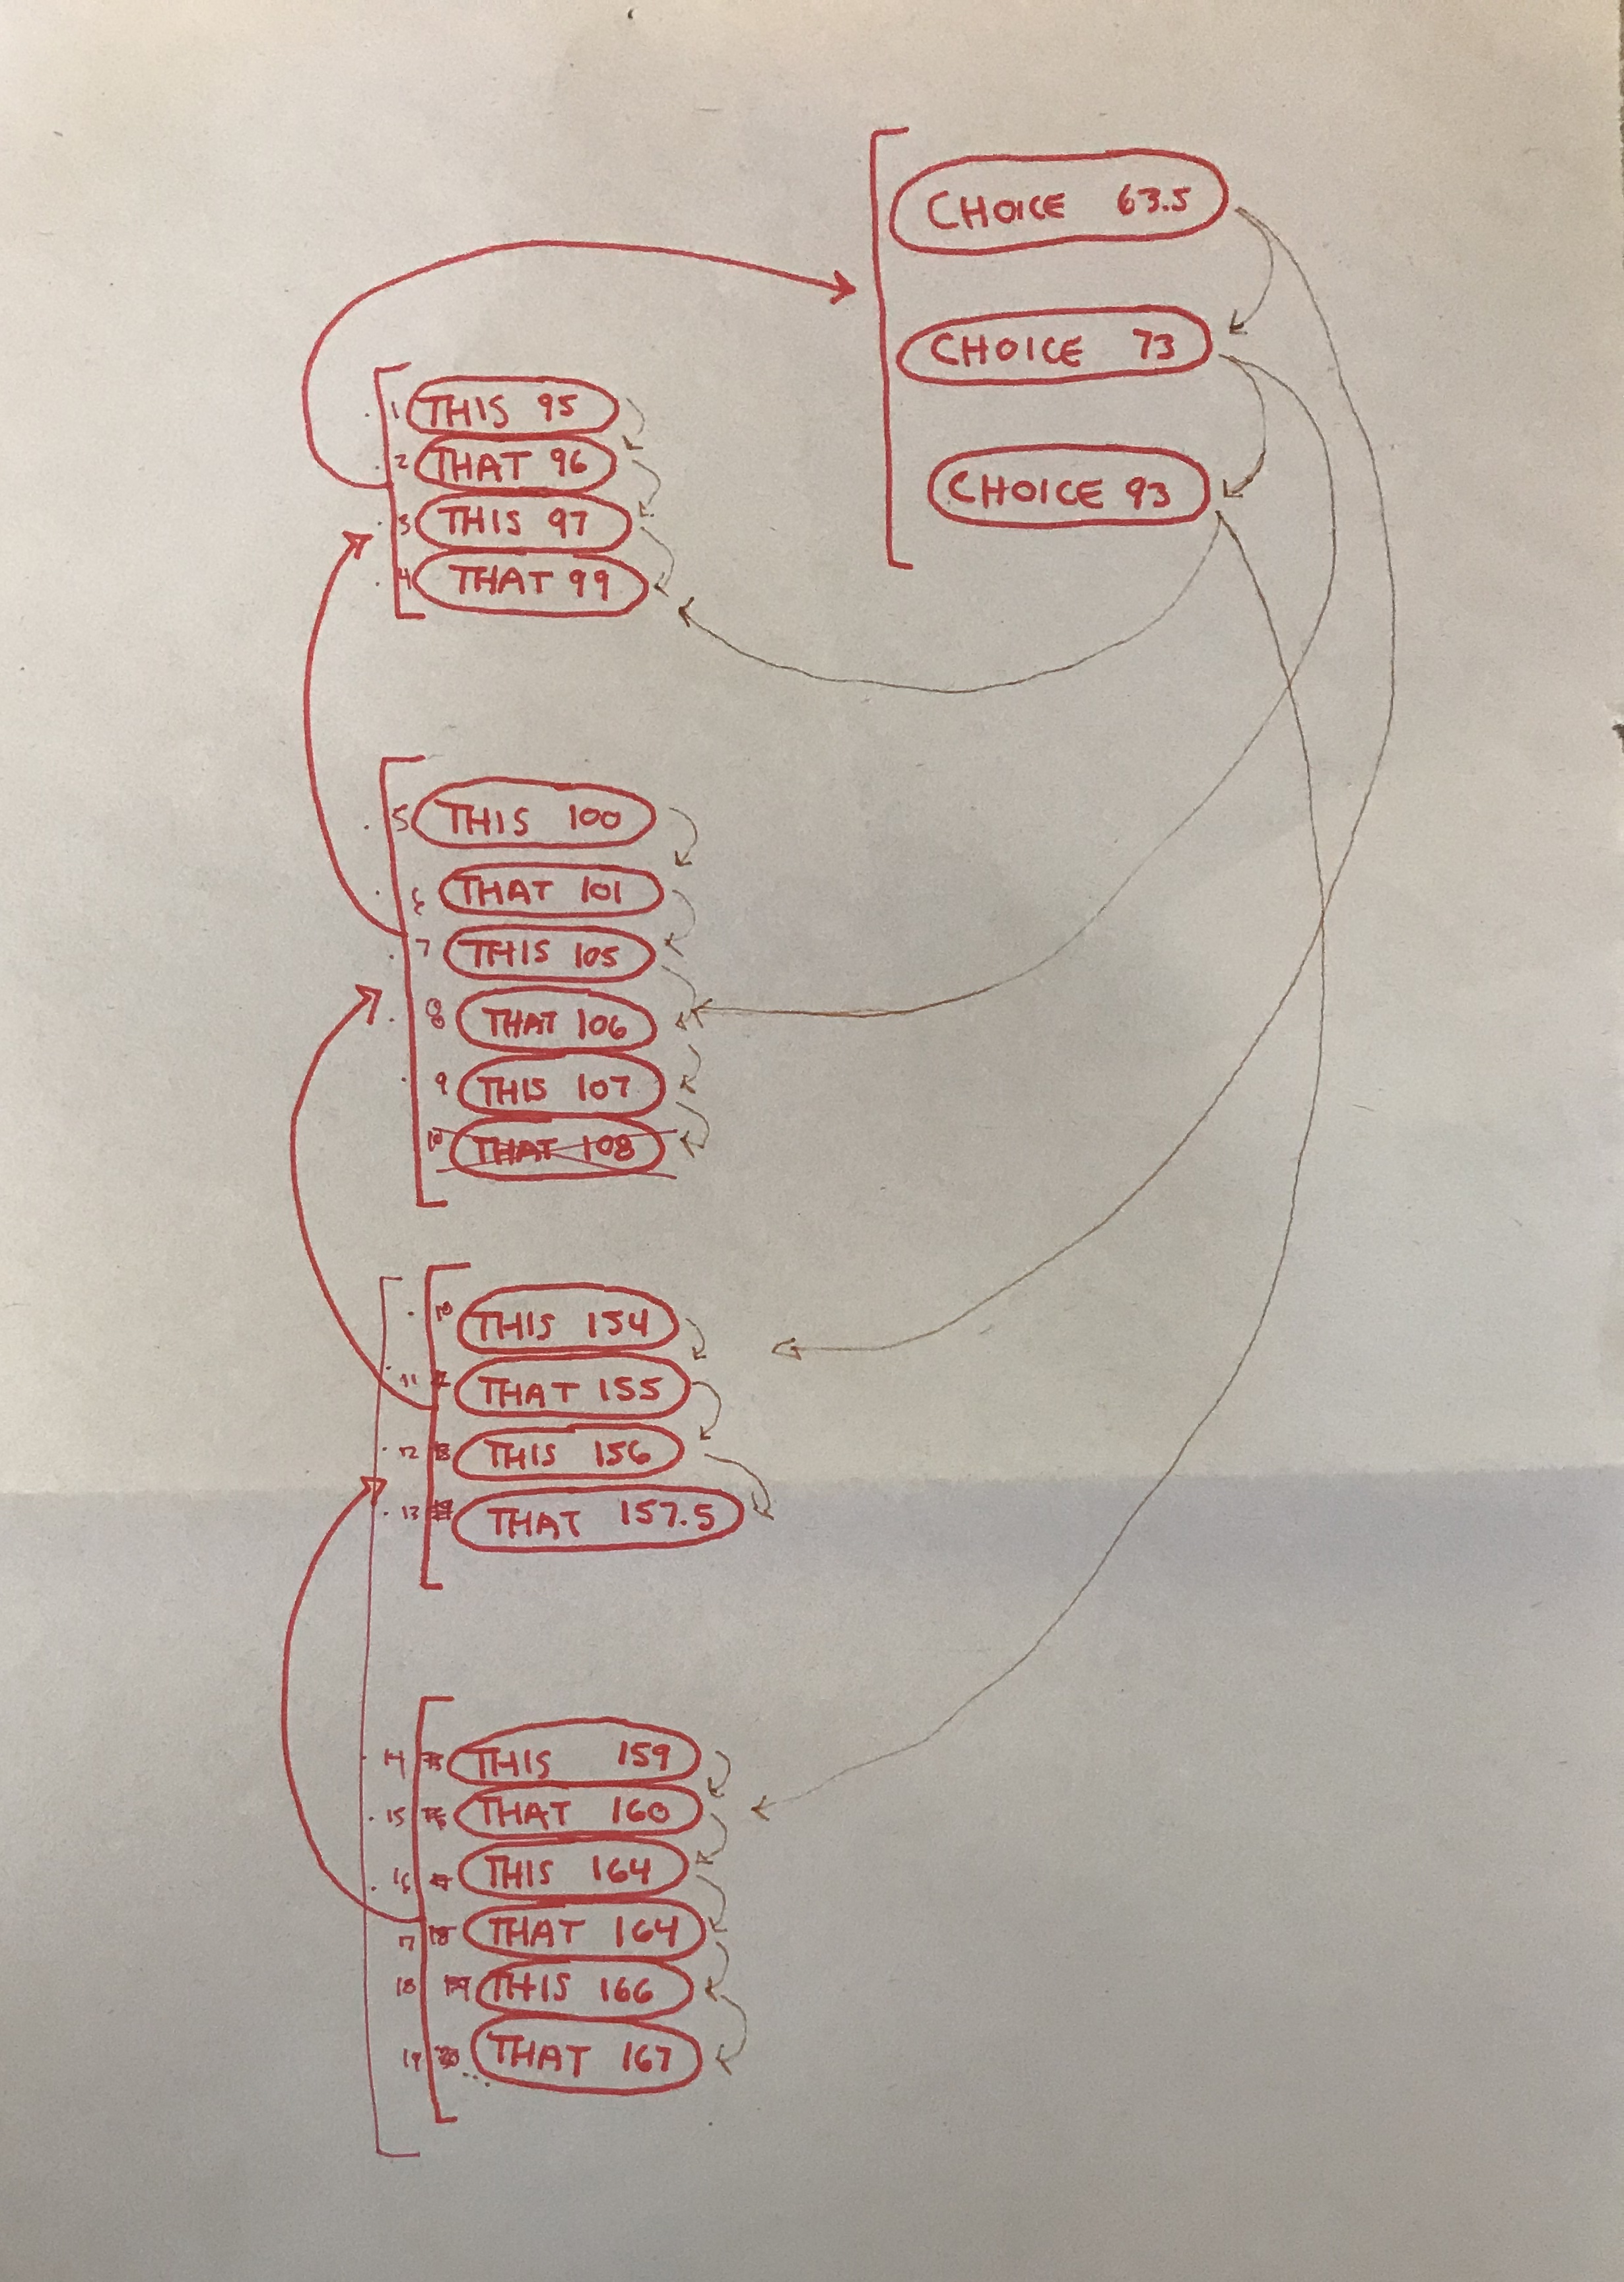 CHOICE 63.5
CHOICE 73
CHOICE 93
1 THIS 95
2 THAT 96
3 THIS 97
4 THAT 99
5 THIS 100
6 THAT 101
7 THIS 105
8 THAT 106
9 THIS 107
10 THAT 108
10 THIS 154
11 THAT 155
12 THIS 156
13 THAT 157.5
14 THIS 159
15 THAT 160
16 THIS 164
17 THAT 164
18 THIS 166
19 THAT 167